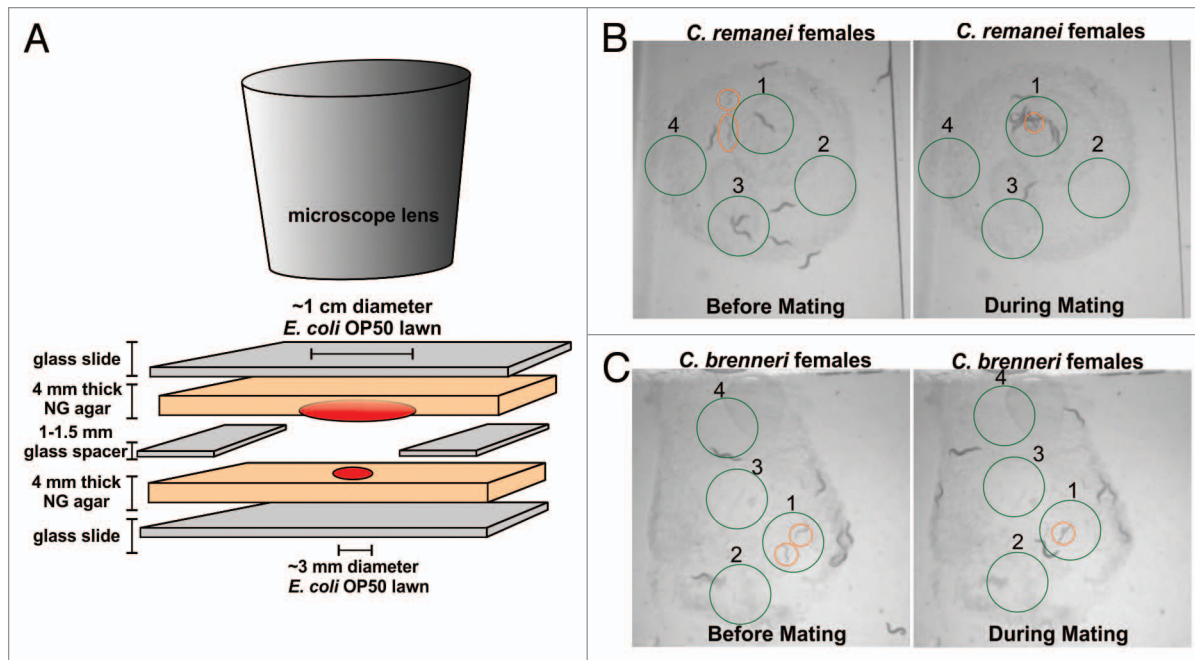 A
microscope lens
~1 cm diameter
E. coli OP50 lawn
glass slide
4 mm thick
NG agar
1-1.5 mm
glass spacer
4 mm thick
NG agar
glass slide
~3 mm diameter
E. coli OP50 lawn
B
C. remanei females
1
4
2
3
Before Mating
C. remanei females
1
4
2
3
During Mating
C
C. brenneri females
4
3
1
2
Before Mating
C. brenneri females
4
3
1
2
During Mating